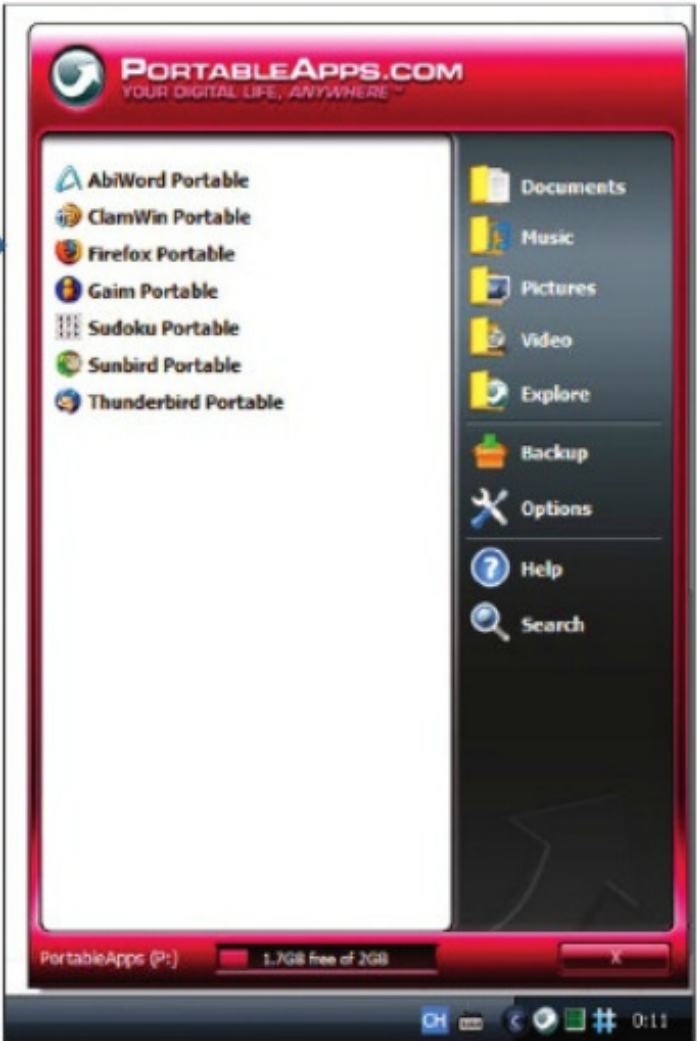 PORTABLEAPPS.COM
YOUR DIGITAL LIFE, ANYWHERE™
AbiWord Portable
ClamWin Portable
Firefox Portable
Gaim Portable
Sudoku Portable
Sunbird Portable
Thunderbird Portable
Documents
Music
Pictures
Video
Explore
Backup
Options
Help
Search
PortableApps (P:)
1.7GB free of 2GB
X
CH
0:11